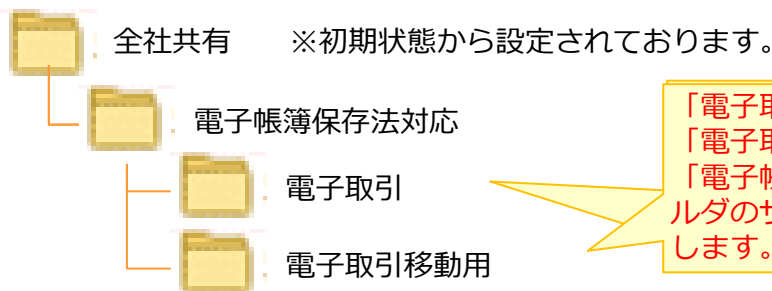 全社共有　　※初期状態から設定されております。
電子帳簿保存法対応
電子取引
電子取引移動用
「電子取
「電子取
「電子帳
ルダのサ
します。